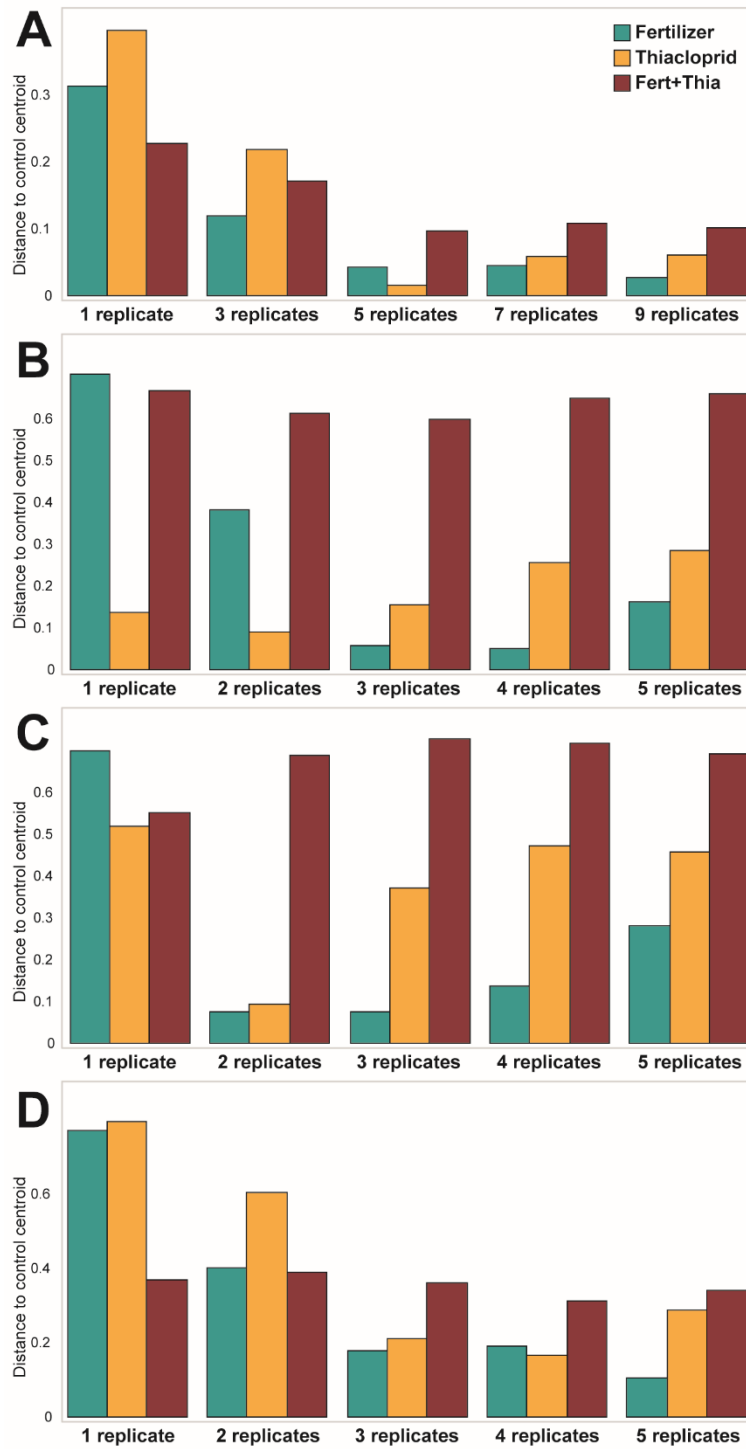 A
Fertilizer
Thiacloprid
Fert+Thia
Distance to control centroid
0.3
0.2
0.1
0
1 replicate 3 replicates 5 replicates 7 replicates 9 replicates
B
Distance to control centroid
0.6
0.5
0.4
0.3
0.2
0.1
0
1 replicate 2 replicates 3 replicates 4 replicates 5 replicates
C
Distance to control centroid
0.6
0.5
0.4
0.3
0.2
0.1
0
1 replicate 2 replicates 3 replicates 4 replicates 5 replicates
D
Distance to control centroid
0.6
0.4
0.2
0
1 replicate 2 replicates 3 replicates 4 replicates 5 replicates